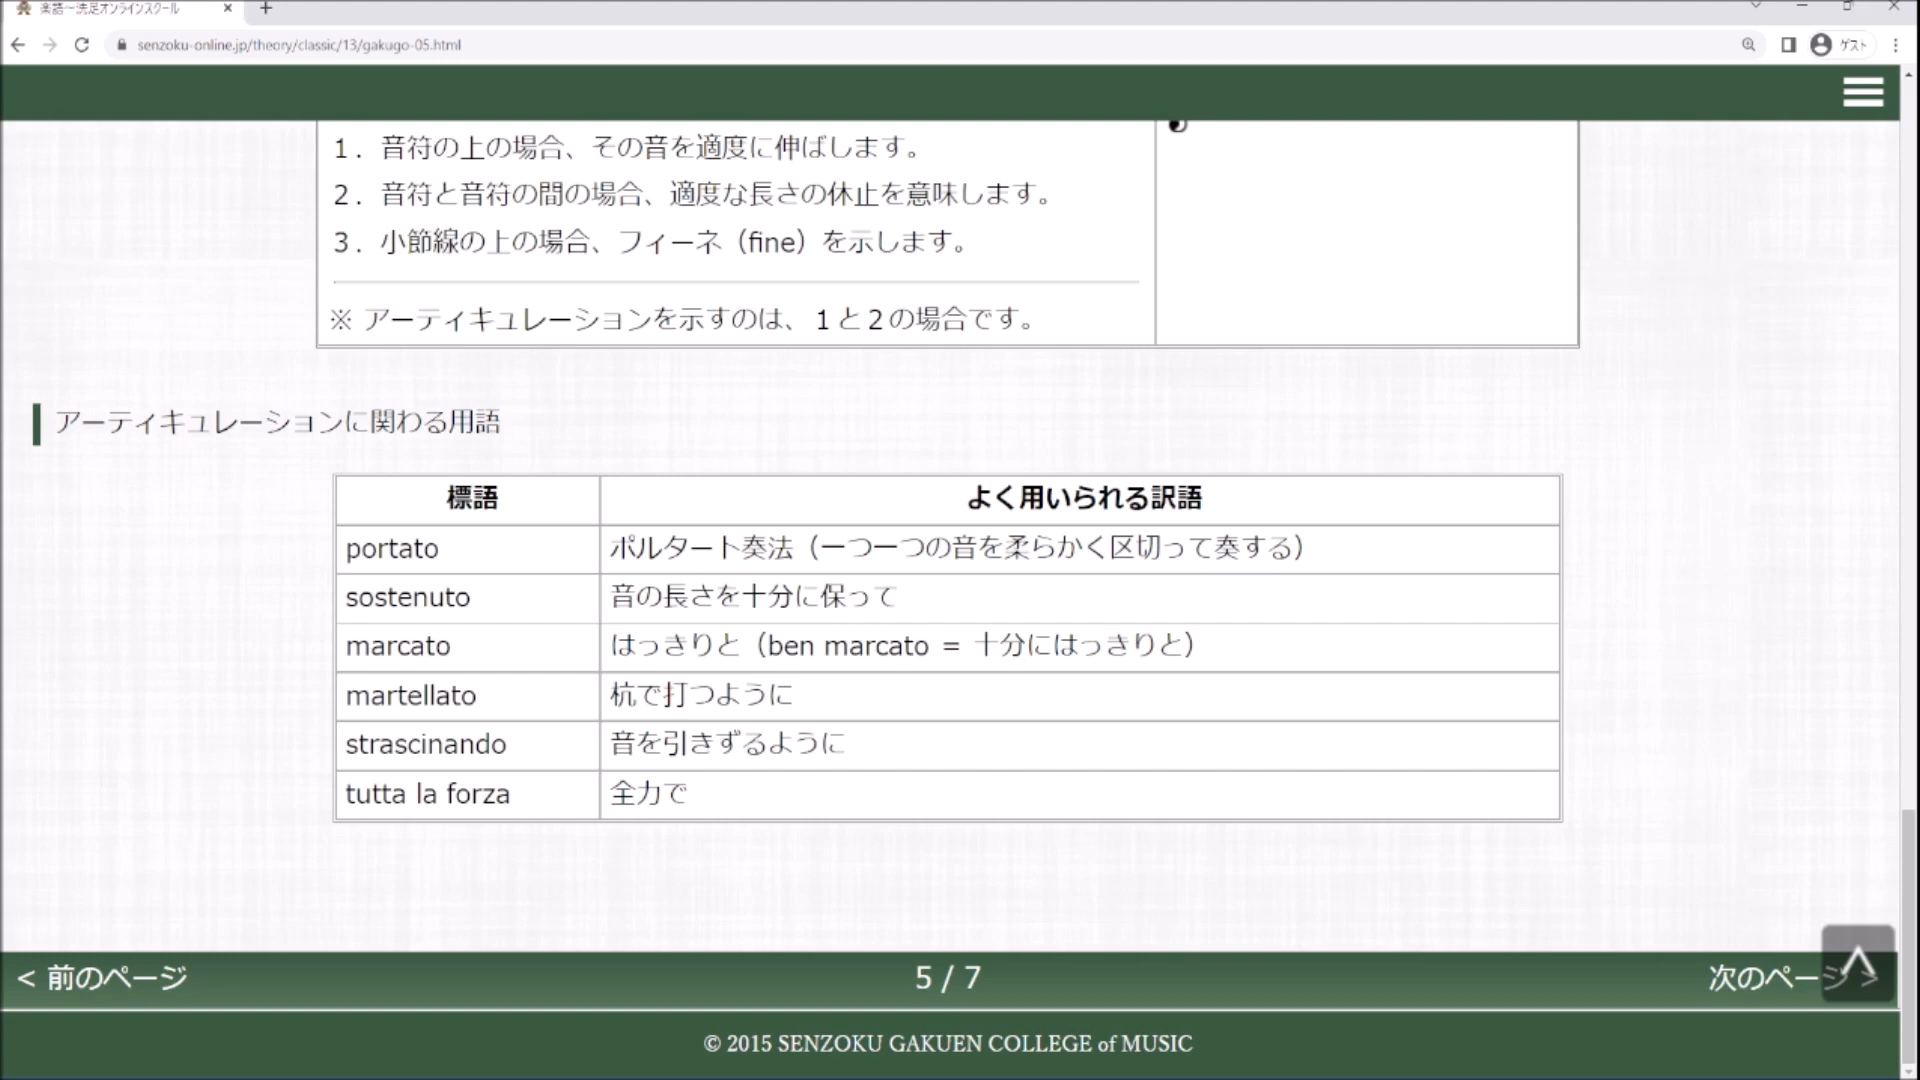 楽語～洗足オンラインスクール
senzoku-online.jp/theory/classic/13/gakugo-05.html
ゲスト
1．音符の上の場合、その音を適度に伸ばします。
2．音符と音符の間の場合、適度な長さの休止を意味します。
3．小節線の上の場合、フィーネ（fine）を示します。
※ アーティキュレーションを示すのは、1と2の場合です。
アーティキュレーションに関わる用語
標語 よく用いられる訳語
portato ポルタート奏法（一つ一つの音を柔らかく区切って奏する）
sostenuto 音の長さを十分に保って
marcato はっきりと（ben marcato = 十分にはっきりと）
martellato 杭で打つように
strascinando 音を引きずるように
tutta la forza 全力で
< 前のページ 5 / 7 次のページ >
© 2015 SENZOKU GAKUEN COLLEGE of MUSIC